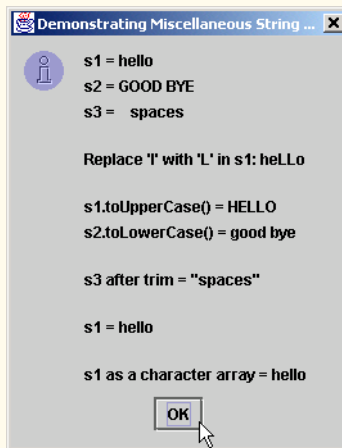 Demonstrating Miscellaneous String ...
s1 = hello
s2 = GOOD BYE
s3 =    spaces
Replace 'l' with 'L' in s1: heLLo
s1.toUpperCase() = HELLO
s2.toLowerCase() = good bye
s3 after trim = "spaces"
s1 = hello
s1 as a character array = hello
OK